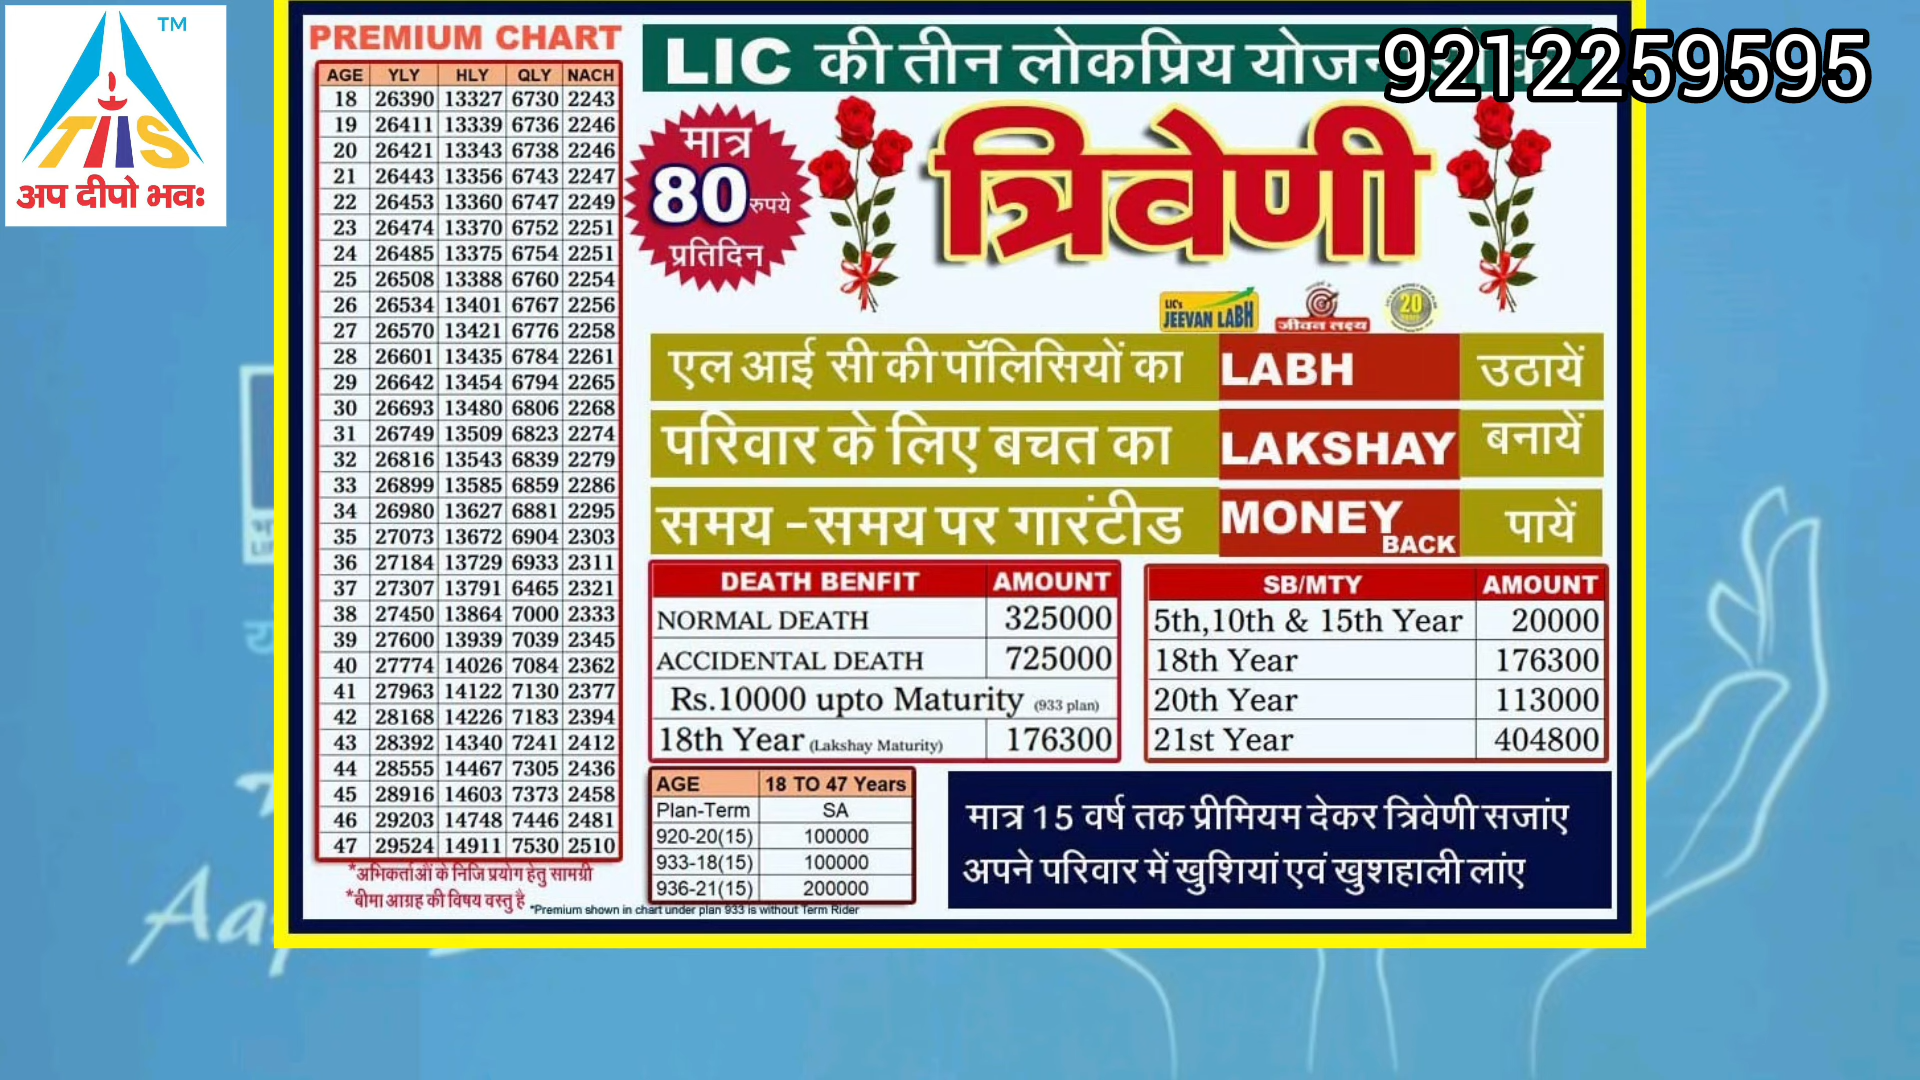 TM
TIIS
अप दीपो भवः
9212259595
PREMIUM CHART
AGE YLY HLY QLY NACH
18 26390 13327 6730 2243
19 26411 13339 6736 2246
20 26421 13343 6738 2246
21 26443 13356 6743 2247
22 26453 13360 6747 2249
23 26474 13370 6752 2251
24 26485 13375 6754 2251
25 26508 13388 6760 2254
26 26534 13401 6767 2256
27 26570 13421 6776 2258
28 26601 13435 6784 2261
29 26642 13454 6794 2265
30 26693 13480 6806 2268
31 26749 13509 6823 2274
32 26816 13543 6839 2279
33 26899 13585 6859 2286
34 26980 13627 6881 2295
35 27073 13672 6904 2303
36 27184 13729 6933 2311
37 27307 13791 6465 2321
38 27450 13864 7000 2333
39 27600 13939 7039 2345
40 27774 14026 7084 2362
41 27963 14122 7130 2377
42 28168 14226 7183 2394
43 28392 14340 7241 2412
44 28555 14467 7305 2436
45 28916 14603 7373 2458
46 29203 14748 7446 2481
47 29524 14911 7530 2510
*अभिकर्ताओं के निजि प्रयोग हेतु सामग्री
*बीमा आग्रह की विषय वस्तु है
*Premium shown in chart under plan 933 is without Term Rider
LIC की तीन लोकप्रिय
मात्र
80 रुपये
प्रतिदिन
त्रिवेणी
LIC's
JEEVAN LABH
जीवन लक्ष्य
20
एल आई सी की पॉलिसियों का LABH उठायें
परिवार के लिए बचत का LAKSHAY बनायें
समय -समय पर गारंटीड MONEY BACK पायें
DEATH BENFIT AMOUNT
NORMAL DEATH 325000
ACCIDENTAL DEATH 725000
Rs.10000 upto Maturity (933 plan)
18th Year (Lakshay Maturity) 176300
SB/MTY AMOUNT
5th,10th & 15th Year 20000
18th Year 176300
20th Year 113000
21st Year 404800
AGE 18 TO 47 Years
Plan-Term SA
920-20(15) 100000
933-18(15) 100000
936-21(15) 200000
मात्र 15 वर्ष तक प्रीमियम देकर त्रिवेणी सजांए
अपने परिवार में खुशियां एवं खुशहाली लांए